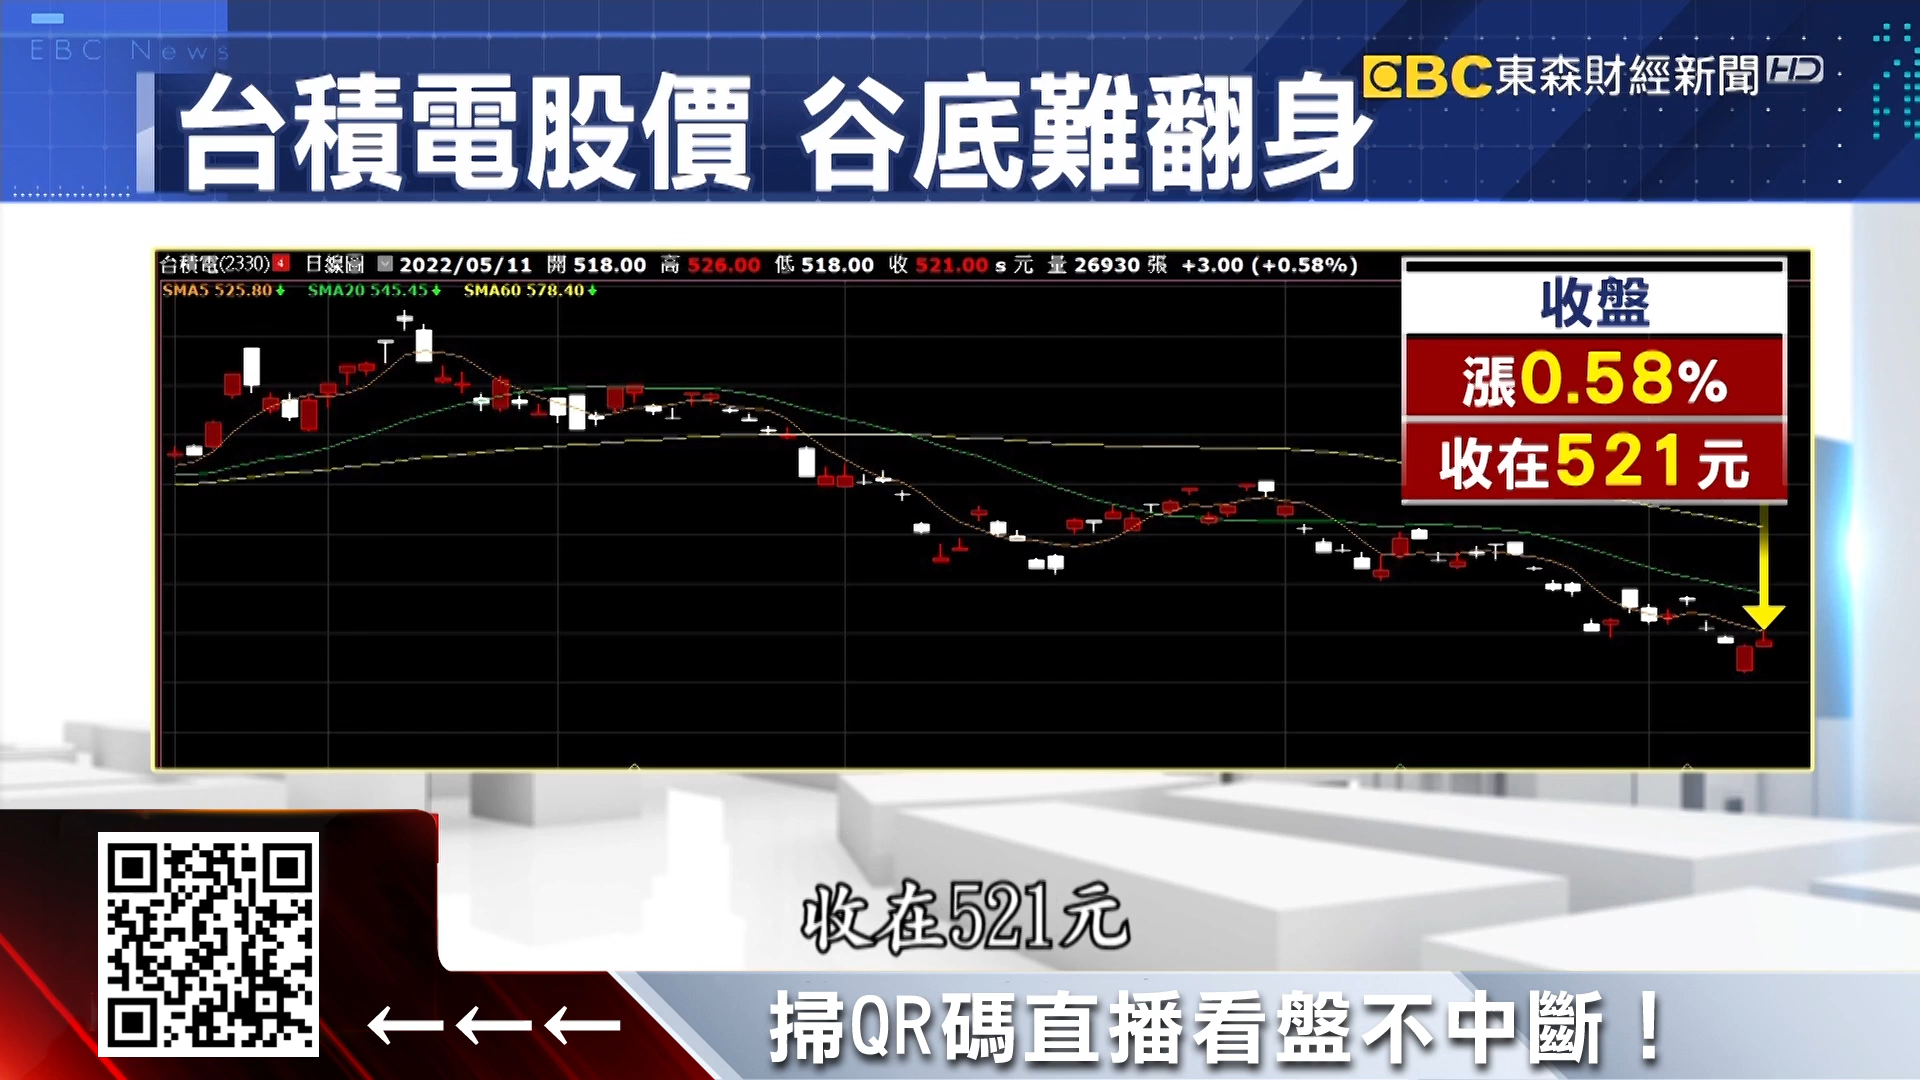 EBC News
台積電股價 谷底難翻身
EBC東森財經新聞HD
台積電(2330) 4 日線圖 2022/05/11 開 518.00 高 526.00 低 518.00 收 521.00 s 元 量 26930 張 +3.00 (+0.58%)
SMA5 525.80↓ SMA20 545.45↓ SMA60 578.40↓
收盤
漲0.58%
收在521元
收在521元
←←← 掃QR碼直播看盤不中斷！